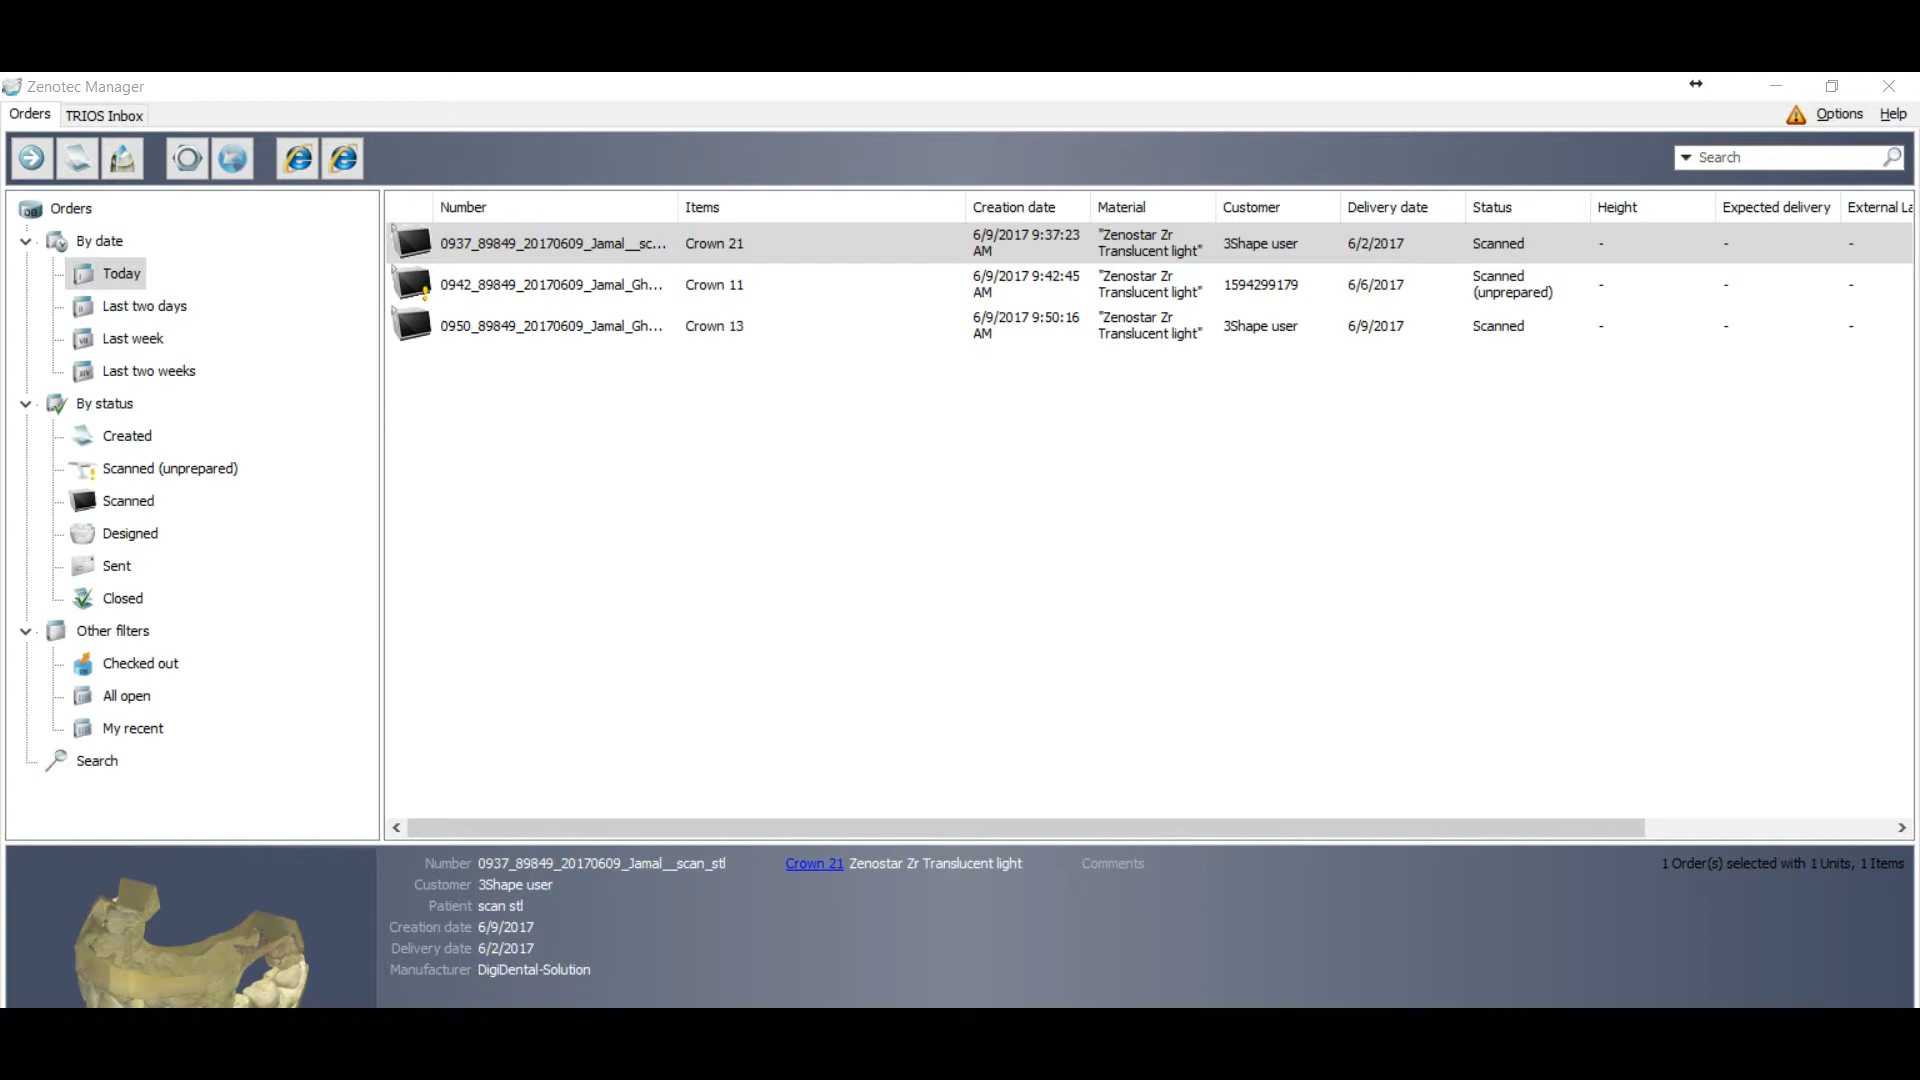 Zenotec Manager
Orders
TRIOS Inbox
Options
Help
Search
Orders
By date
Today
Last two days
Last week
Last two weeks
By status
Created
Scanned (unprepared)
Scanned
Designed
Sent
Closed
Other filters
Checked out
All open
My recent
Search
Number Items Creation date Material Customer Delivery date Status Height Expected delivery External La
0937_89849_20170609_Jamal__sc... Crown 21 6/9/2017 9:37:23 AM "Zenostar Zr Translucent light" 3Shape user 6/2/2017 Scanned - - -
0942_89849_20170609_Jamal_Gh... Crown 11 6/9/2017 9:42:45 AM "Zenostar Zr Translucent light" 1594299179 6/6/2017 Scanned (unprepared) - - -
0950_89849_20170609_Jamal_Gh... Crown 13 6/9/2017 9:50:16 AM "Zenostar Zr Translucent light" 3Shape user 6/9/2017 Scanned - - -
Number 0937_89849_20170609_Jamal__scan_stl
Customer 3Shape user
Patient scan stl
Creation date 6/9/2017
Delivery date 6/2/2017
Manufacturer DigiDental-Solution
Crown 21 Zenostar Zr Translucent light
Comments
1 Order(s) selected with 1 Units, 1 Items